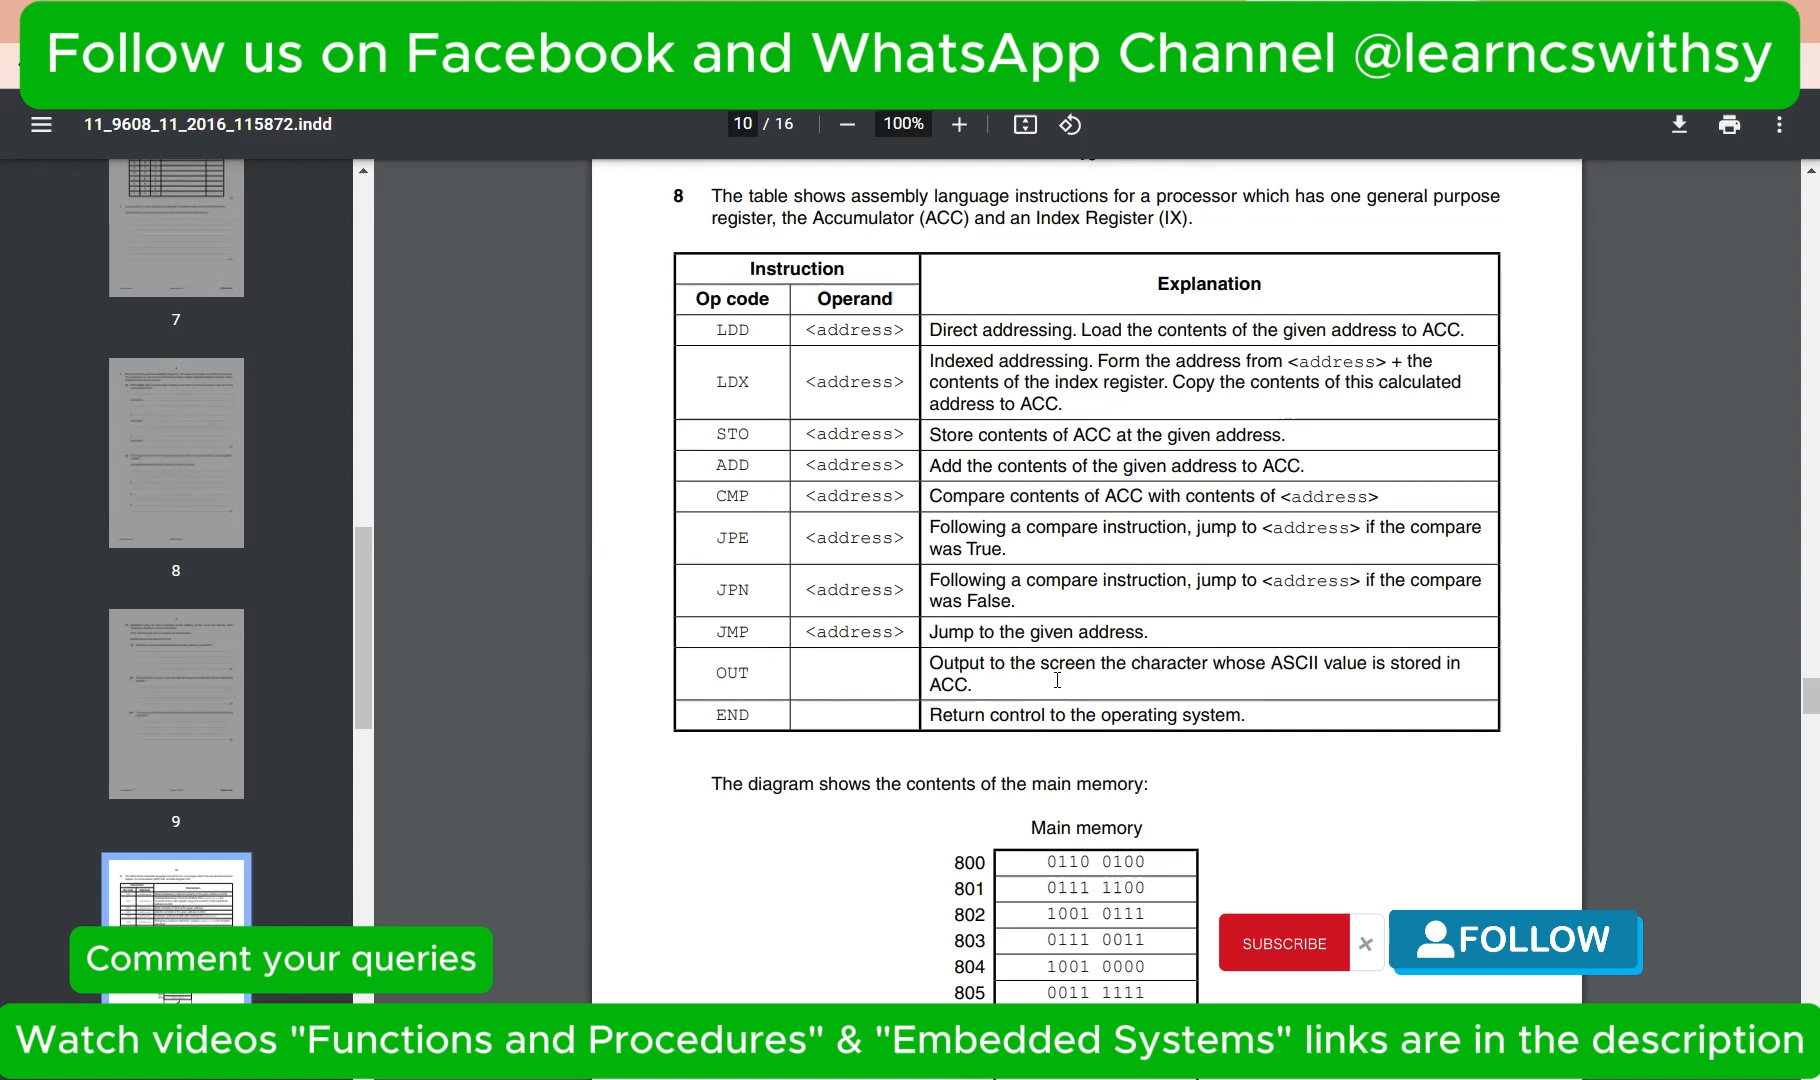 Follow us on Facebook and WhatsApp Channel @learncswithsy
11_9608_11_2016_115872.indd
10 / 16
100%
7
8
9
8 The table shows assembly language instructions for a processor which has one general purpose
register, the Accumulator (ACC) and an Index Register (IX).
Instruction
Explanation
Op code Operand
LDD <address> Direct addressing. Load the contents of the given address to ACC.
LDX <address> Indexed addressing. Form the address from <address> + the
contents of the index register. Copy the contents of this calculated
address to ACC.
STO <address> Store contents of ACC at the given address.
ADD <address> Add the contents of the given address to ACC.
CMP <address> Compare contents of ACC with contents of <address>
JPE <address> Following a compare instruction, jump to <address> if the compare
was True.
JPN <address> Following a compare instruction, jump to <address> if the compare
was False.
JMP <address> Jump to the given address.
OUT Output to the screen the character whose ASCII value is stored in
ACC.
END Return control to the operating system.
The diagram shows the contents of the main memory:
Main memory
800 0110 0100
801 0111 1100
802 1001 0111
803 0111 0011
804 1001 0000
805 0011 1111
SUBSCRIBE
FOLLOW
Comment your queries
Watch videos "Functions and Procedures" & "Embedded Systems" links are in the description